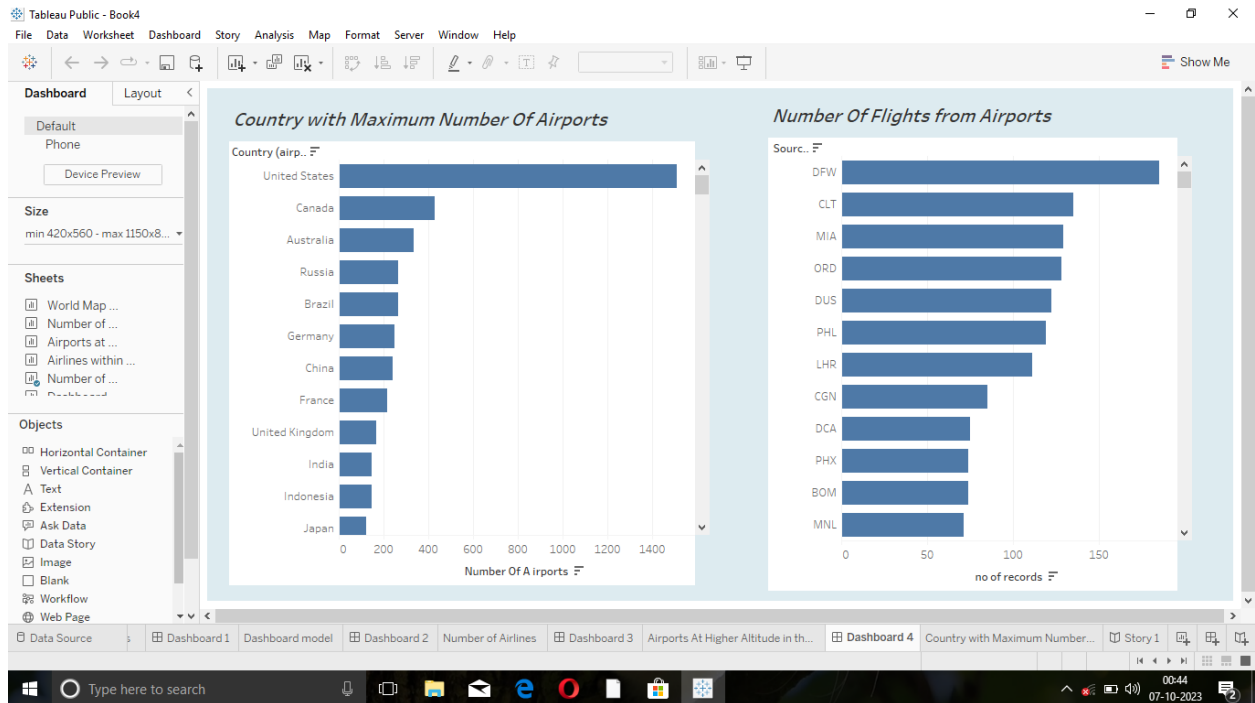 Tableau Public - Book4
File Data Worksheet Dashboard Story Analysis Map Format Server Window Help
Show Me
Dashboard Layout
Default
Phone
Device Preview
Size
min 420x560 - max 1150x8...
Sheets
World Map ...
Number of ...
Airports at ...
Airlines within ...
Number of ...
Dashboard
Objects
Horizontal Container
Vertical Container
A Text
Extension
Ask Data
Data Story
Image
Blank
Workflow
Web Page
Country with Maximum Number Of Airports
Country (airp..
United States
Canada
Australia
Russia
Brazil
Germany
China
France
United Kingdom
India
Indonesia
Japan
0 200 400 600 800 1000 1200 1400
Number Of A irports
Number Of Flights from Airports
Sourc..
DFW
CLT
MIA
ORD
DUS
PHL
LHR
CGN
DCA
PHX
BOM
MNL
0 50 100 150
no of records
Data Source s Dashboard 1 Dashboard model Dashboard 2 Number of Airlines Dashboard 3 Airports At Higher Altitude in th... Dashboard 4 Country with Maximum Number... Story 1
Type here to search
00:44
07-10-2023
2